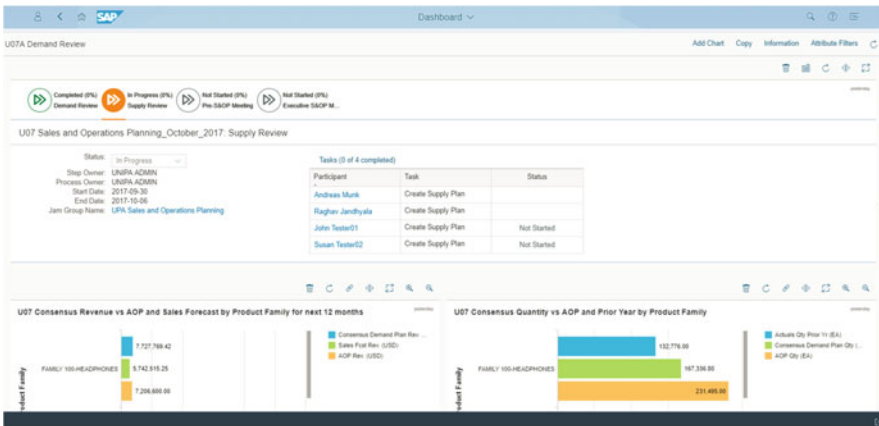 SAP
Dashboard
U07A Demand Review
Add Chart Copy Information Attribute Filters
yesterday
Completed (0%)
Demand Review
In Progress (0%)
Supply Review
Not Started (0%)
Pre-S&OP Meeting
Not Started (0%)
Executive S&OP M...
U07 Sales and Operations Planning_October_2017: Supply Review
Status: In Progress
Step Owner: UNIPA ADMIN
Process Owner: UNIPA ADMIN
Start Date: 2017-09-30
End Date: 2017-10-06
Jam Group Name: UPA Sales and Operations Planning
Tasks (0 of 4 completed)
Participant Task Status
Andreas Munk Create Supply Plan
Raghav Jandhyala Create Supply Plan
John Tester01 Create Supply Plan Not Started
Susan Tester02 Create Supply Plan Not Started
U07 Consensus Revenue vs AOP and Sales Forecast by Product Family for next 12 months
yesterday
Consensus Demand Plan Rev ...
Sales Fcst Rev. (USD)
AOP Rev. (USD)
FAMILY 100-HEADPHONES
7,727,769.42
5,742,515.25
7,206,600.00
U07 Consensus Quantity vs AOP and Prior Year by Product Family
yesterday
Actuals Qty Prior Yr (EA)
Consensus Demand Plan Qty (...
AOP Qty (EA)
FAMILY 100-HEADPHONES
132,776.00
167,336.00
231,495.00